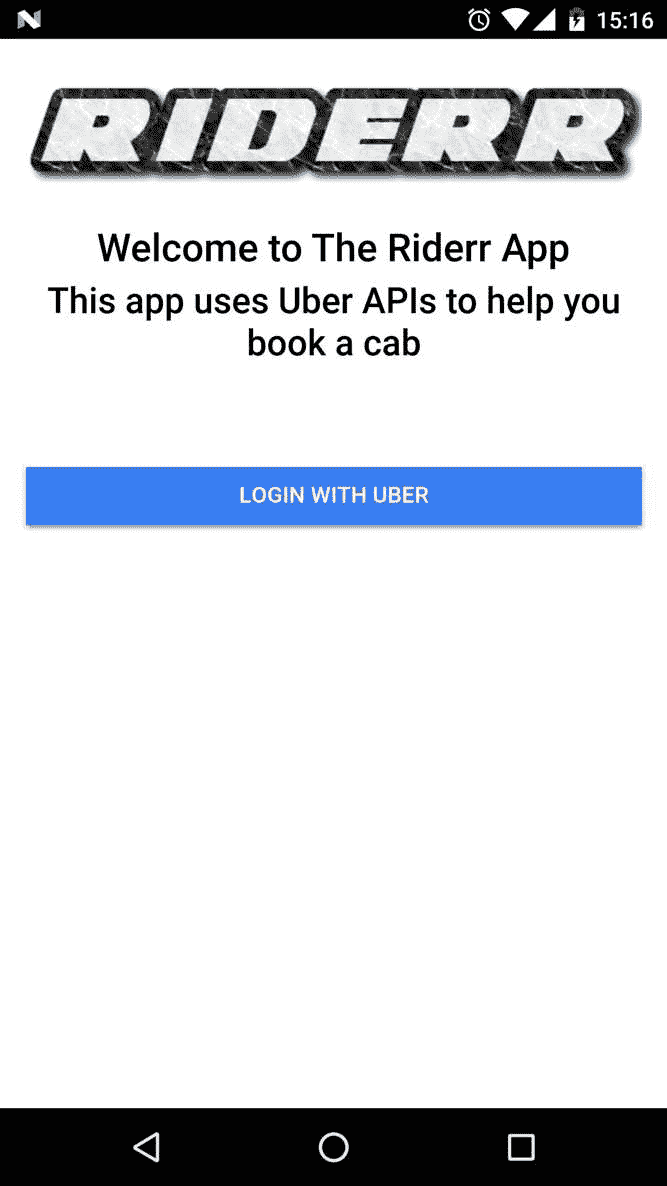 15:16
RIDERR
Welcome to The Riderr App
This app uses Uber APIs to help you
book a cab
LOGIN WITH UBER